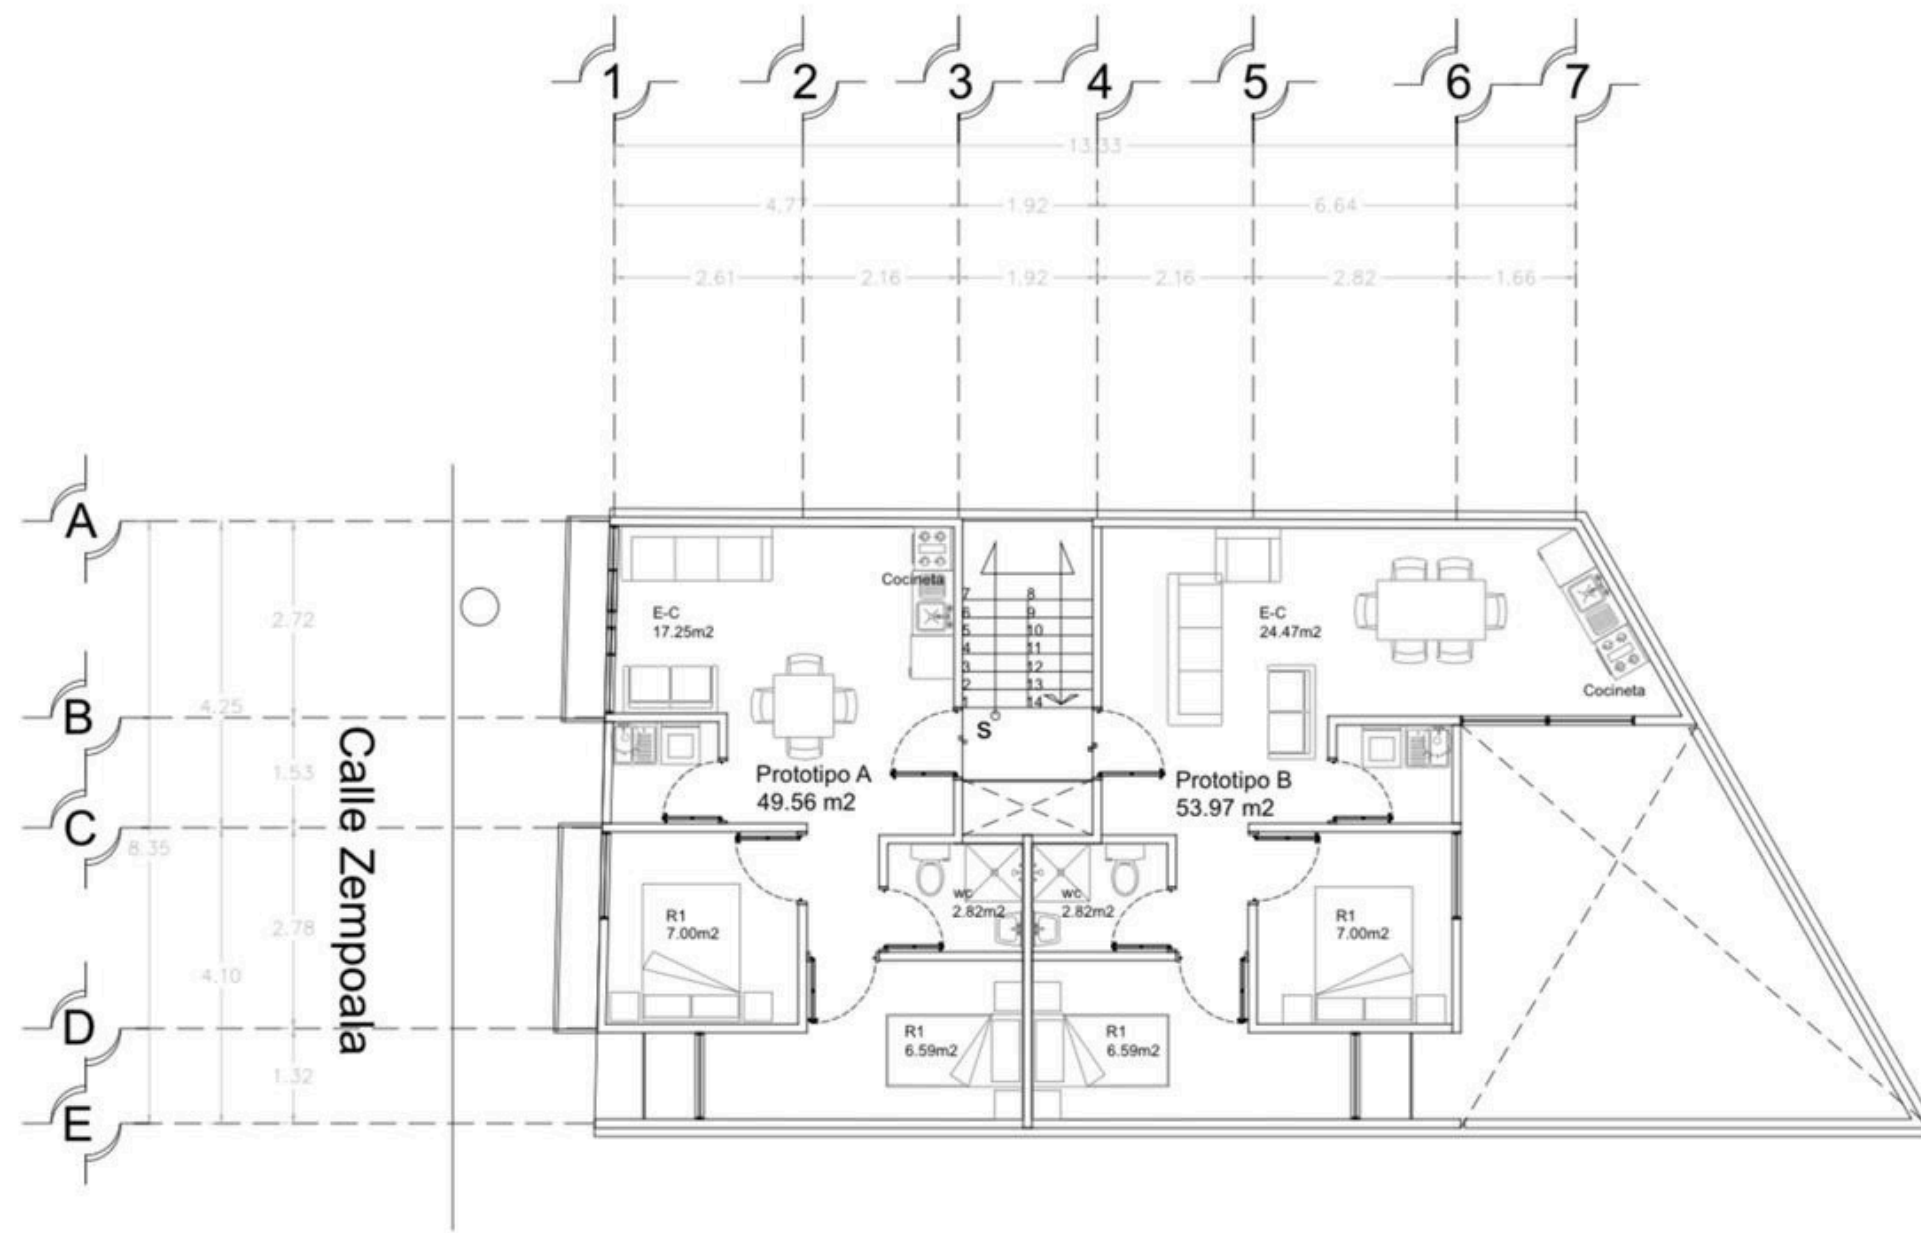 1 2 3 4 5 6 7
13.33
4.77 1.92 6.64
2.61 2.16 1.92 2.16 2.82 1.66
A
B
C
D
E
2.72
4.25
1.53
8.35
2.78
4.10
1.32
Calle Zempoala
E-C
17.25m2
Cocineta
7 8
6 9
5 10
4 11
3 12
2 13
1 14
S
E-C
24.47m2
Cocineta
Prototipo A
49.56 m2
Prototipo B
53.97 m2
R1
7.00m2
wc
2.82m2
wc
2.82m2
R1
7.00m2
R1
6.59m2
R1
6.59m2